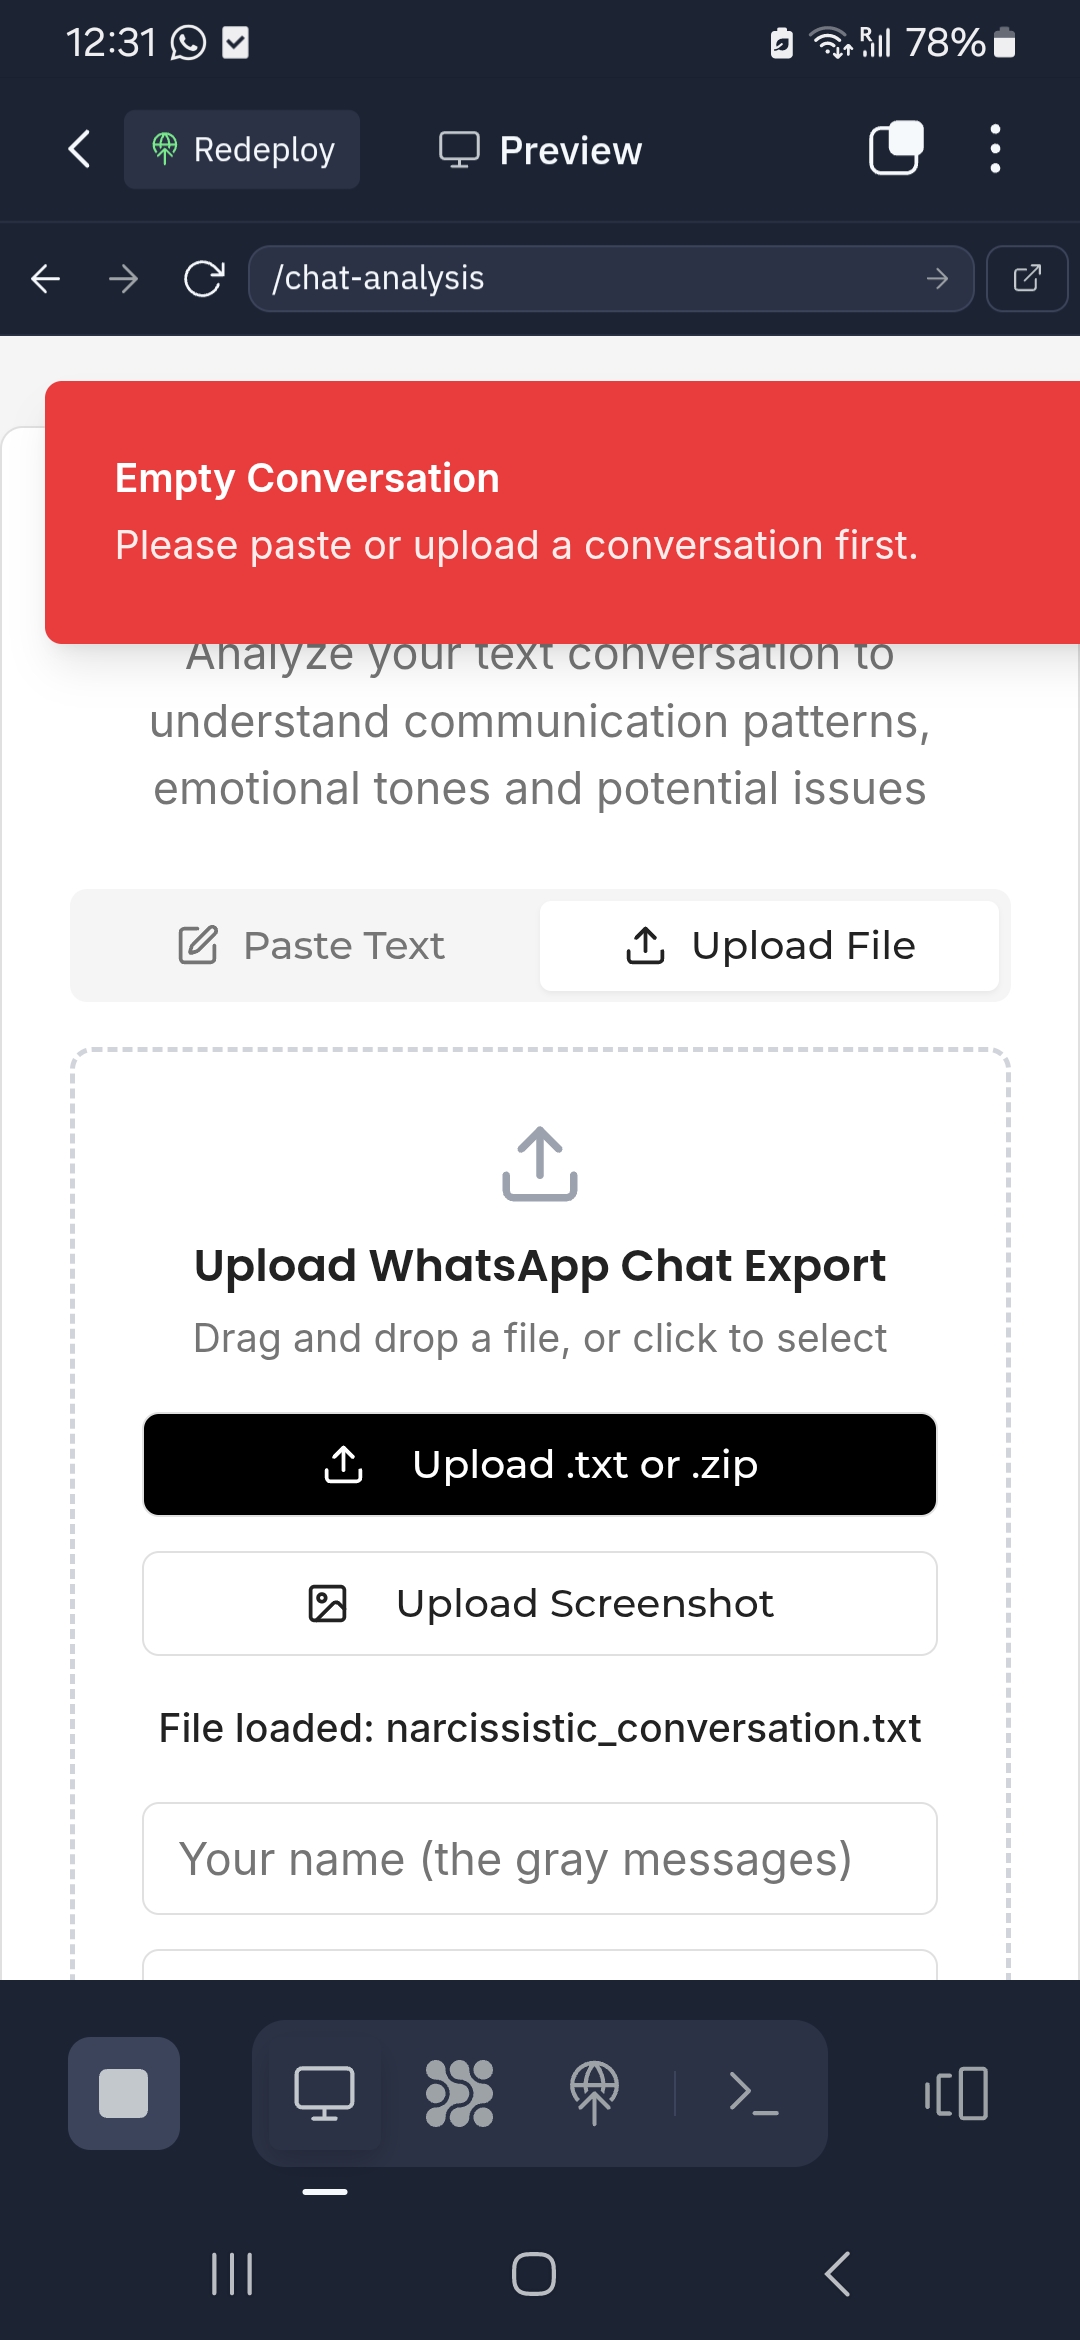 12:31
R
78%
Redeploy
Preview
/chat-analysis
Empty Conversation
Please paste or upload a conversation first.
Analyze your text conversation to
understand communication patterns,
emotional tones and potential issues
Paste Text
Upload File
Upload WhatsApp Chat Export
Drag and drop a file, or click to select
Upload .txt or .zip
Upload Screenshot
File loaded: narcissistic_conversation.txt
Your name (the gray messages)